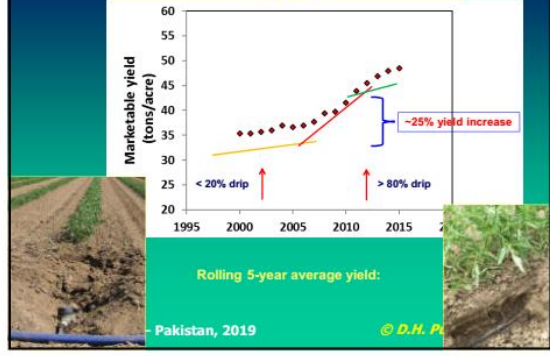 60
55
50
45
40
35
30
25
20
Marketable yield
(tons/acre)
~25% yield increase
< 20% drip
> 80% drip
1995 2000 2005 2010 2015
Rolling 5-year average yield:
- Pakistan, 2019
© D.H.